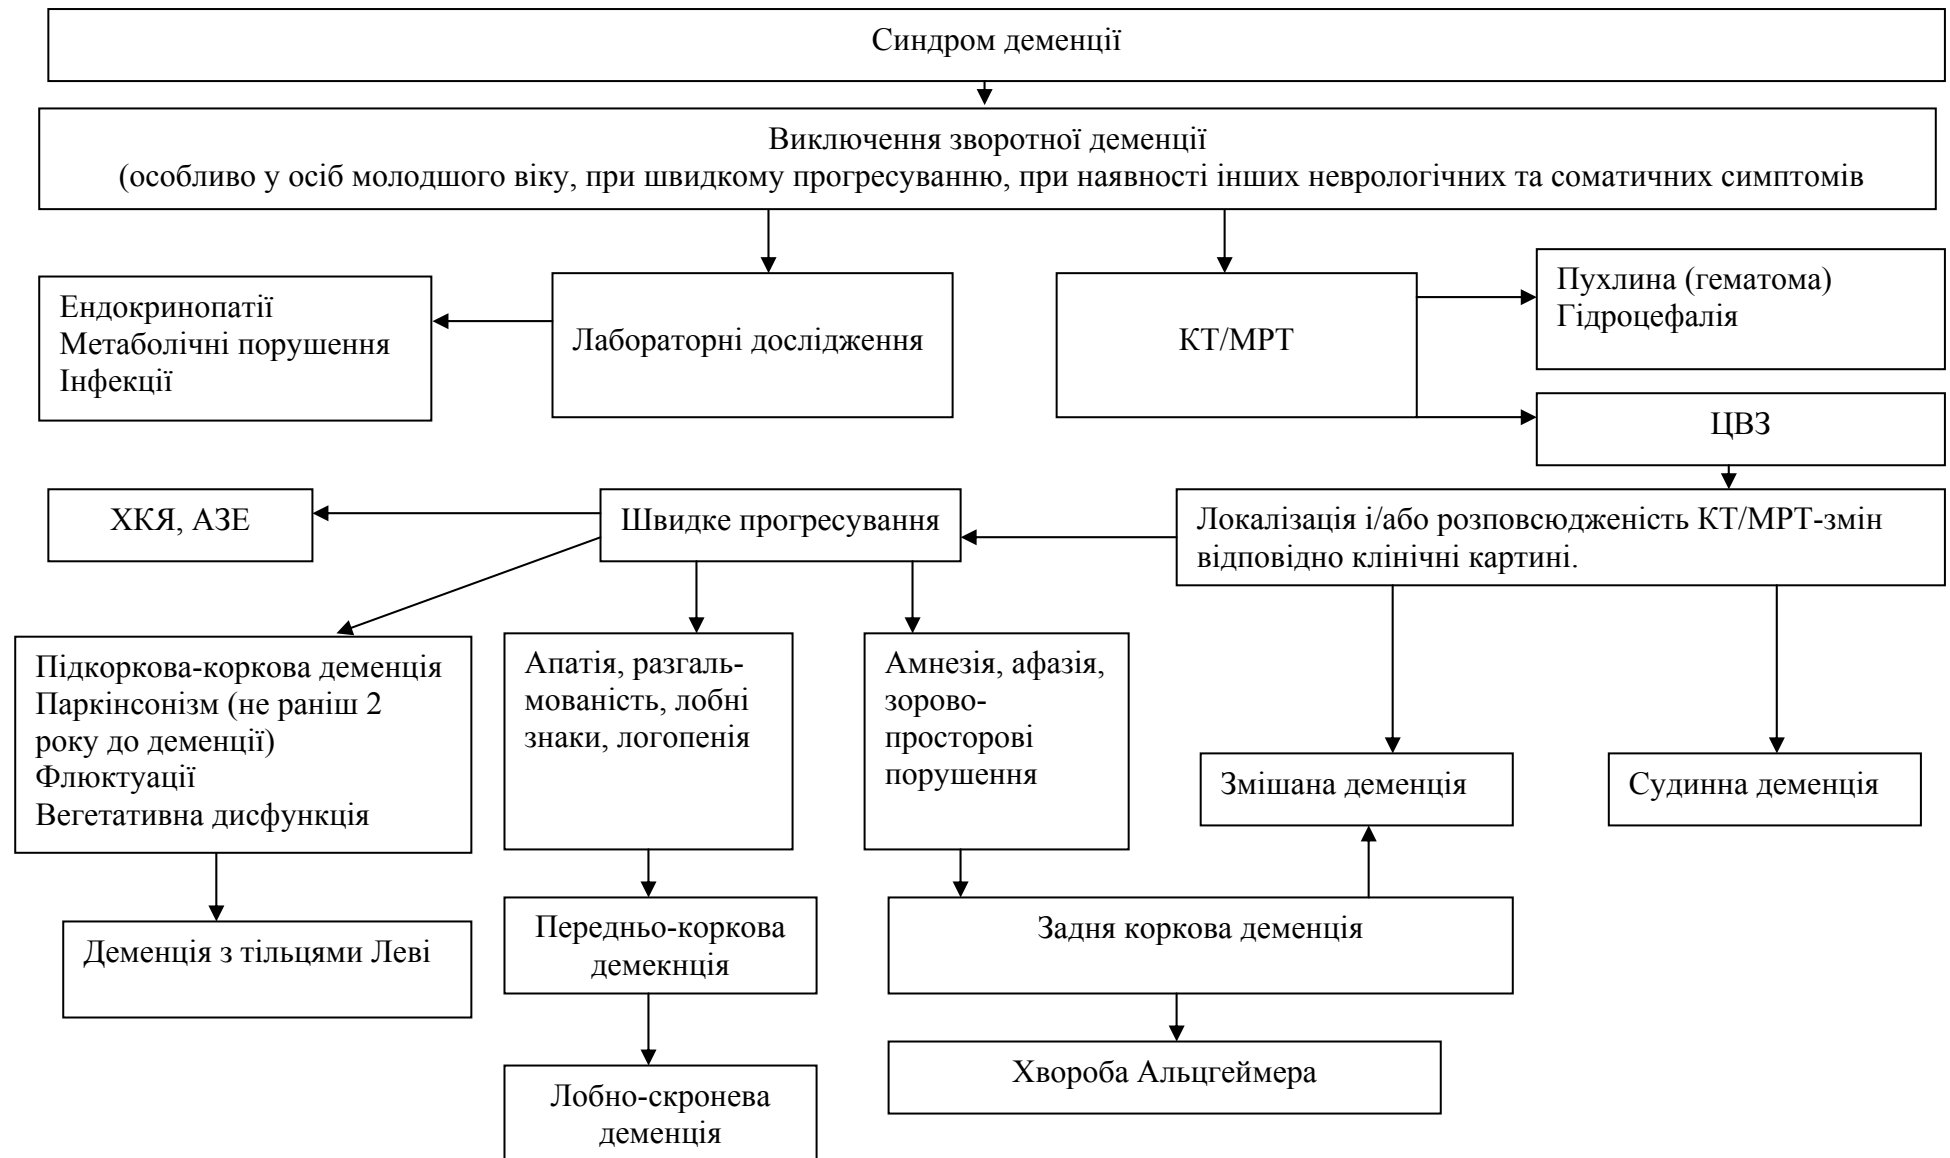 Синдром деменції
Виключення зворотної деменції
(особливо у осіб молодшого віку, при швидкому прогресуванню, при наявності інших неврологічних та соматичних симптомів
Ендокринопатії
Метаболічні порушення
Інфекції
Лабораторні дослідження
КТ/МРТ
Пухлина (гематома)
Гідроцефалія
ЦВЗ
ХКЯ, АЗЕ
Швидке прогресування
Локалізація і/або розповсюдженість КТ/МРТ-змін
відповідно клінічні картині.
Підкоркова-коркова деменція
Паркінсонізм (не раніш 2
року до деменції)
Флюктуації
Вегетативна дисфункція
Апатія, разгаль-
мованість, лобні
знаки, логопенія
Амнезія, афазія,
зорово-
просторові
порушення
Змішана деменція
Судинна деменція
Деменція з тільцями Леві
Передньо-коркова
демекнція
Задня коркова деменція
Лобно-скронева
деменція
Хвороба Альцгеймера